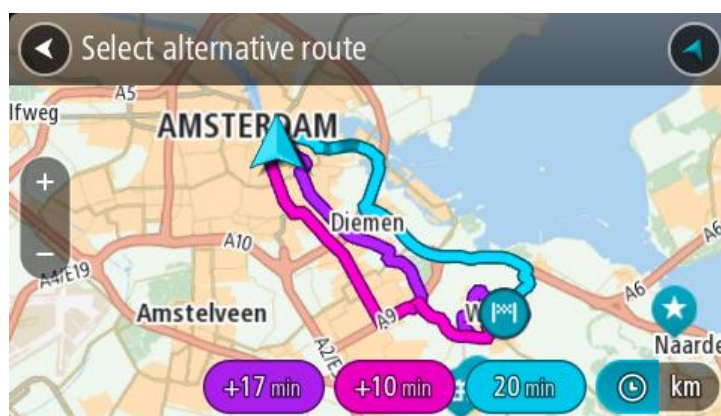 Select alternative route
A5
lfweg
AMSTERDAM
+
Diemen
A10
−
A6
A4/E19
A6
Amstelveen
A9
W
A2/E
Naarde
+17 min
+10 min
20 min
km